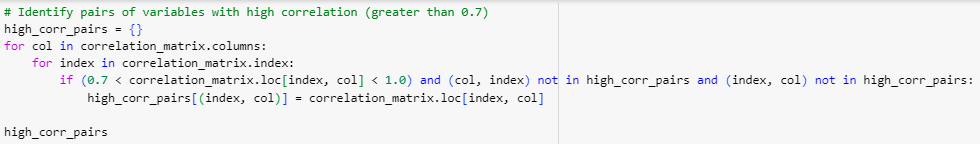 # Identify pairs of variables with high correlation (greater than 0.7)
high_corr_pairs = {}
for col in correlation_matrix.columns:
    for index in correlation_matrix.index:
        if (0.7 < correlation_matrix.loc[index, col] < 1.0) and (col, index) not in high_corr_pairs and (index, col) not in high_corr_pairs:
            high_corr_pairs[(index, col)] = correlation_matrix.loc[index, col]

high_corr_pairs